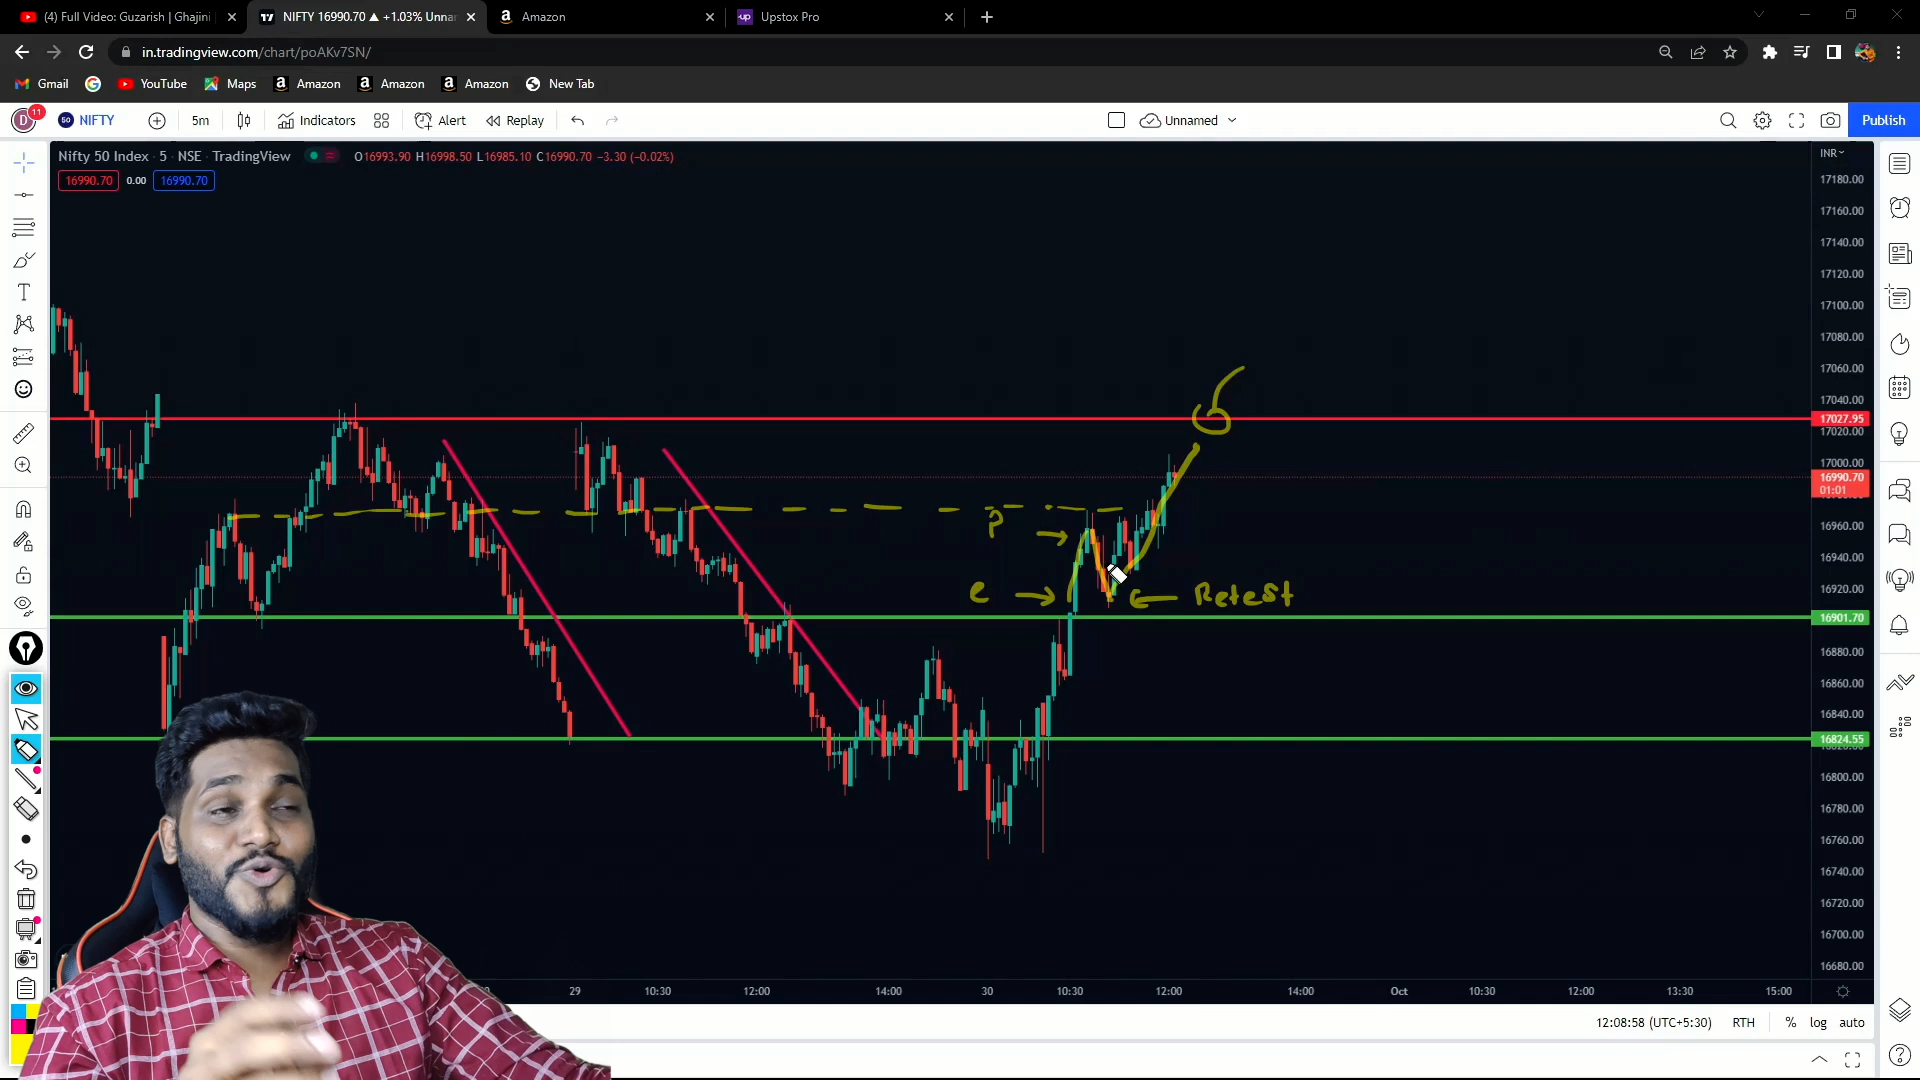 (4) Full Video: Guzarish | Ghajini
NIFTY 16990.70 ▲ +1.03% Unnar
Amazon
Upstox Pro
in.tradingview.com/chart/poAKv7SN/
Gmail
YouTube
Maps
Amazon
Amazon
Amazon
New Tab
D
11
50
NIFTY
5m
Indicators
Alert
Replay
Unnamed
Publish
Nifty 50 Index · 5 · NSE · TradingView
O16993.90 H16998.50 L16985.10 C16990.70 −3.30 (−0.02%)
INR
16990.70
0.00
16990.70
17180.00
17160.00
17140.00
17120.00
17100.00
17080.00
17060.00
17040.00
17027.95
17020.00
17000.00
16990.70
01:01
16960.00
16940.00
16920.00
16901.70
16880.00
16860.00
16840.00
16824.55
16800.00
16780.00
16760.00
16740.00
16720.00
16700.00
16680.00
P
e
Retest
29
10:30
12:00
14:00
30
10:30
12:00
14:00
Oct
10:30
12:00
13:30
15:00
12:08:58 (UTC+5:30)
RTH
%
log
auto